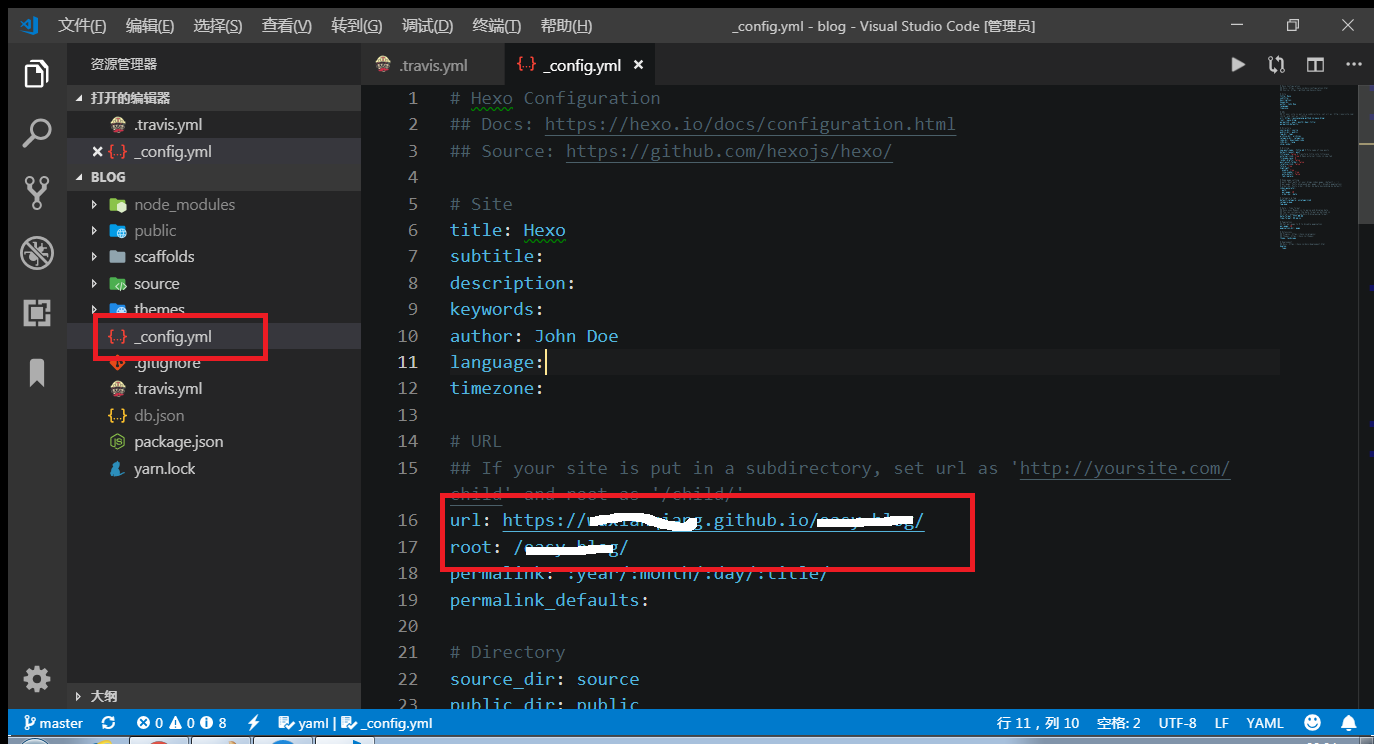 文件(F) 编辑(E) 选择(S) 查看(V) 转到(G) 调试(D) 终端(T) 帮助(H) _config.yml - blog - Visual Studio Code [管理员]
资源管理器
打开的编辑器
.travis.yml
_config.yml
BLOG
node_modules
public
scaffolds
source
themes
_config.yml
.gitignore
.travis.yml
db.json
package.json
yarn.lock
大纲
.travis.yml _config.yml
1 # Hexo Configuration
2 ## Docs: https://hexo.io/docs/configuration.html
3 ## Source: https://github.com/hexojs/hexo/
4
5 # Site
6 title: Hexo
7 subtitle:
8 description:
9 keywords:
10 author: John Doe
11 language:
12 timezone:
13
14 # URL
15 ## If your site is put in a subdirectory, set url as 'http://yoursite.com/
child' and root as '/child/'
16 url: https:// .github.io/ /
17 root: / /
18 permalink: :year/:month/:day/:title/
19 permalink_defaults:
20
21 # Directory
22 source_dir: source
23 public_dir: public
master 0 0 8 yaml | _config.yml 行 11，列 10 空格: 2 UTF-8 LF YAML